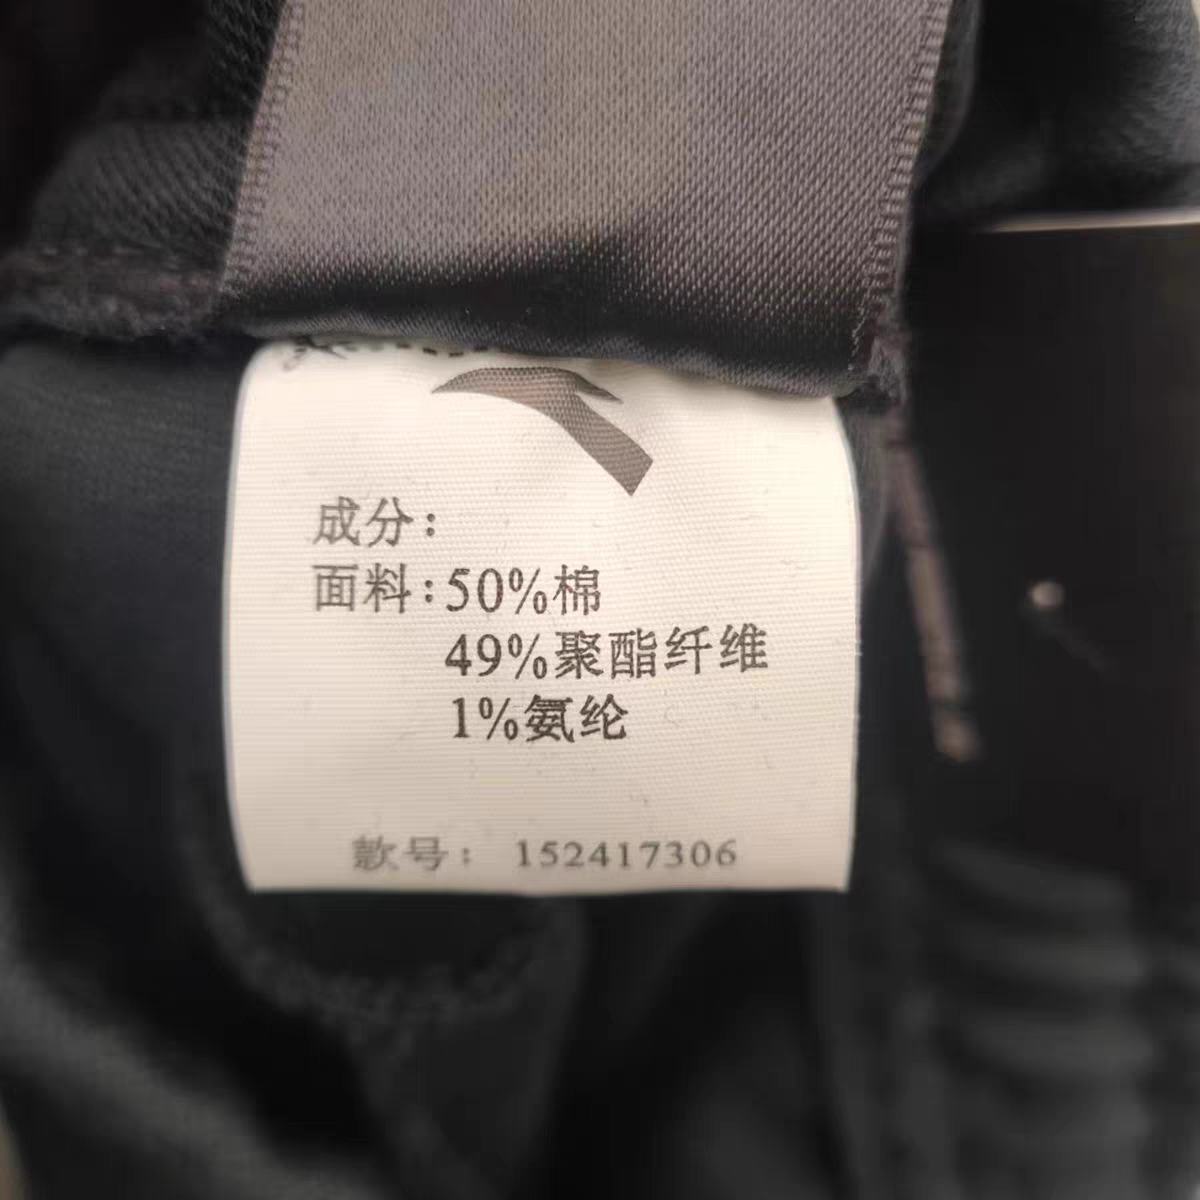 成分：
面料：50%棉
49%聚酯纤维
1%氨纶
款号： 152417306